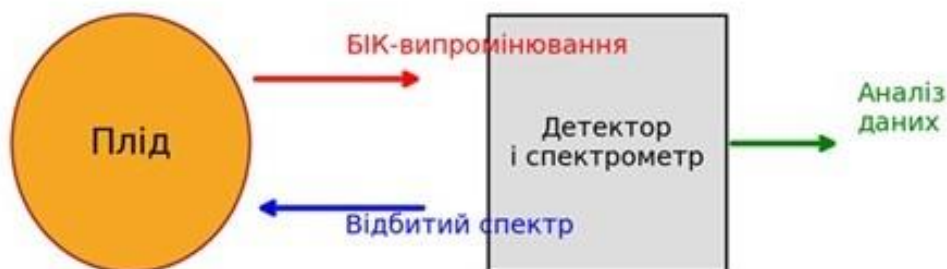 БІК-випромінювання
Плід
Детектор
і спектрометр
Аналіз
даних
Відбитий спектр